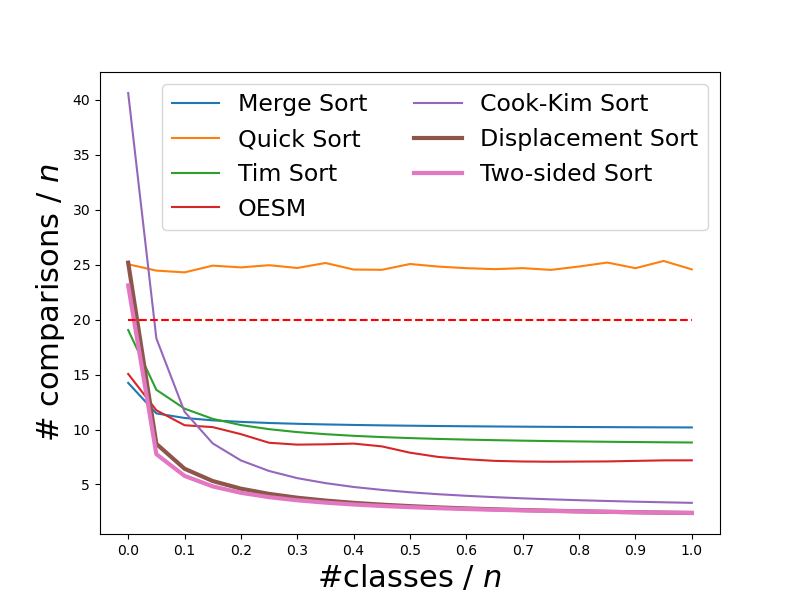 # comparisons / n
40
35
30
25
20
15
10
5
Merge Sort
Quick Sort
Tim Sort
OESM
Cook-Kim Sort
Displacement Sort
Two-sided Sort
0.0 0.1 0.2 0.3 0.4 0.5 0.6 0.7 0.8 0.9 1.0
#classes / n